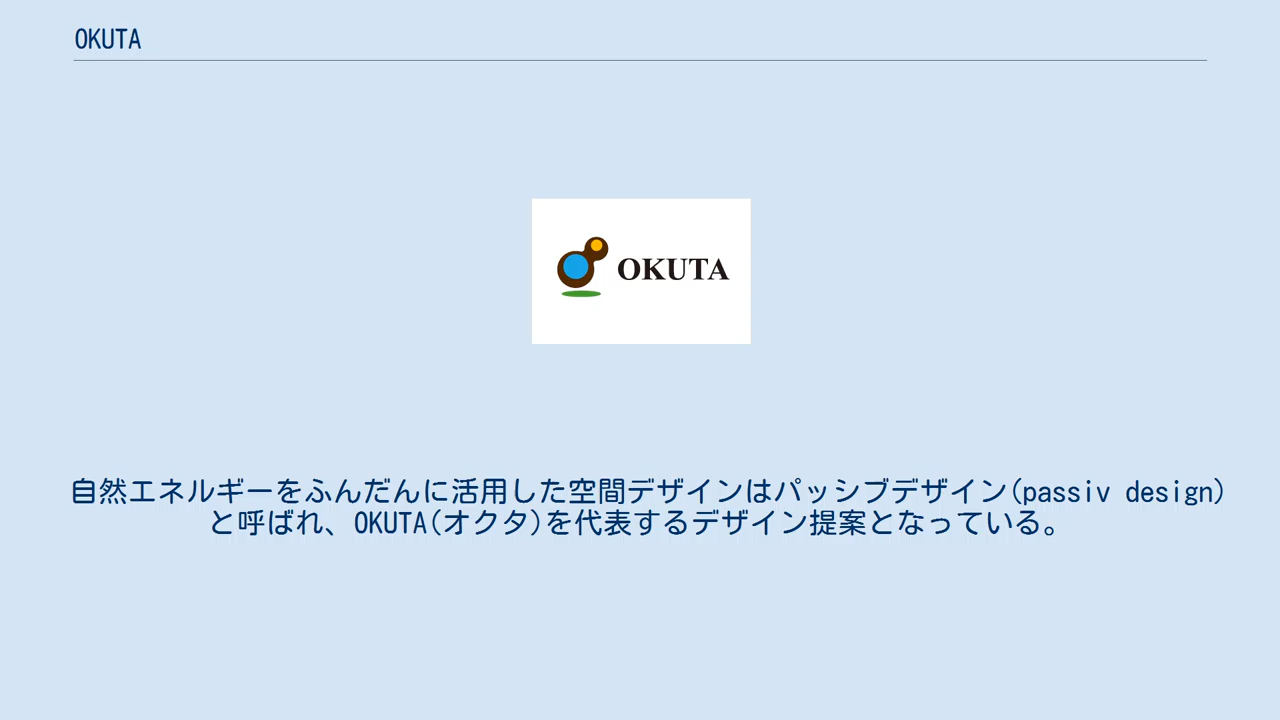 OKUTA
OKUTA
自然エネルギーをふんだんに活用した空間デザインはパッシブデザイン(passiv design)
と呼ばれ、OKUTA(オクタ)を代表するデザイン提案となっている。